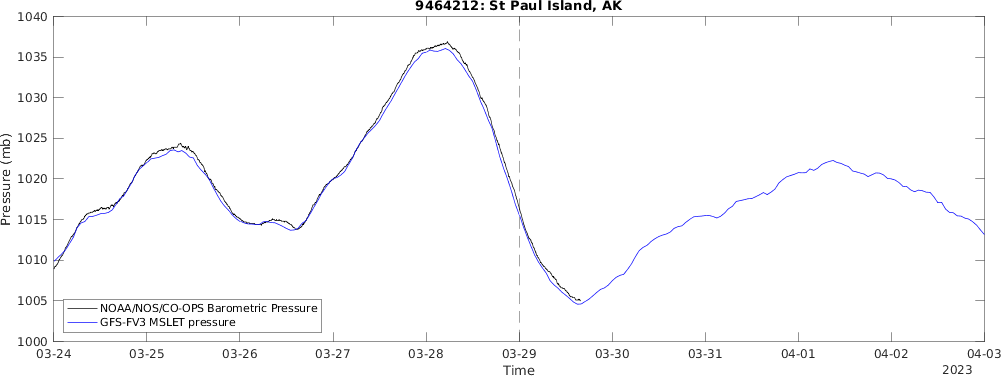 9464212: St Paul Island, AK
Pressure (mb)
1040
1035
1030
1025
1020
1015
1010
1005
1000
NOAA/NOS/CO-OPS Barometric Pressure
GFS-FV3 MSLET pressure
03-24 03-25 03-26 03-27 03-28 03-29 03-30 03-31 04-01 04-02 04-03
Time
2023